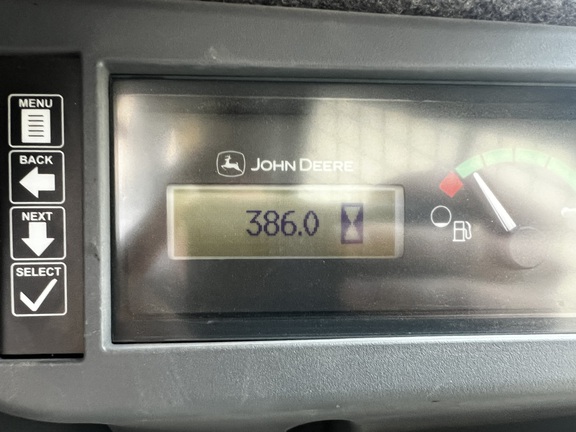 MENU
BACK
NEXT
SELECT
JOHN DEERE
386.0